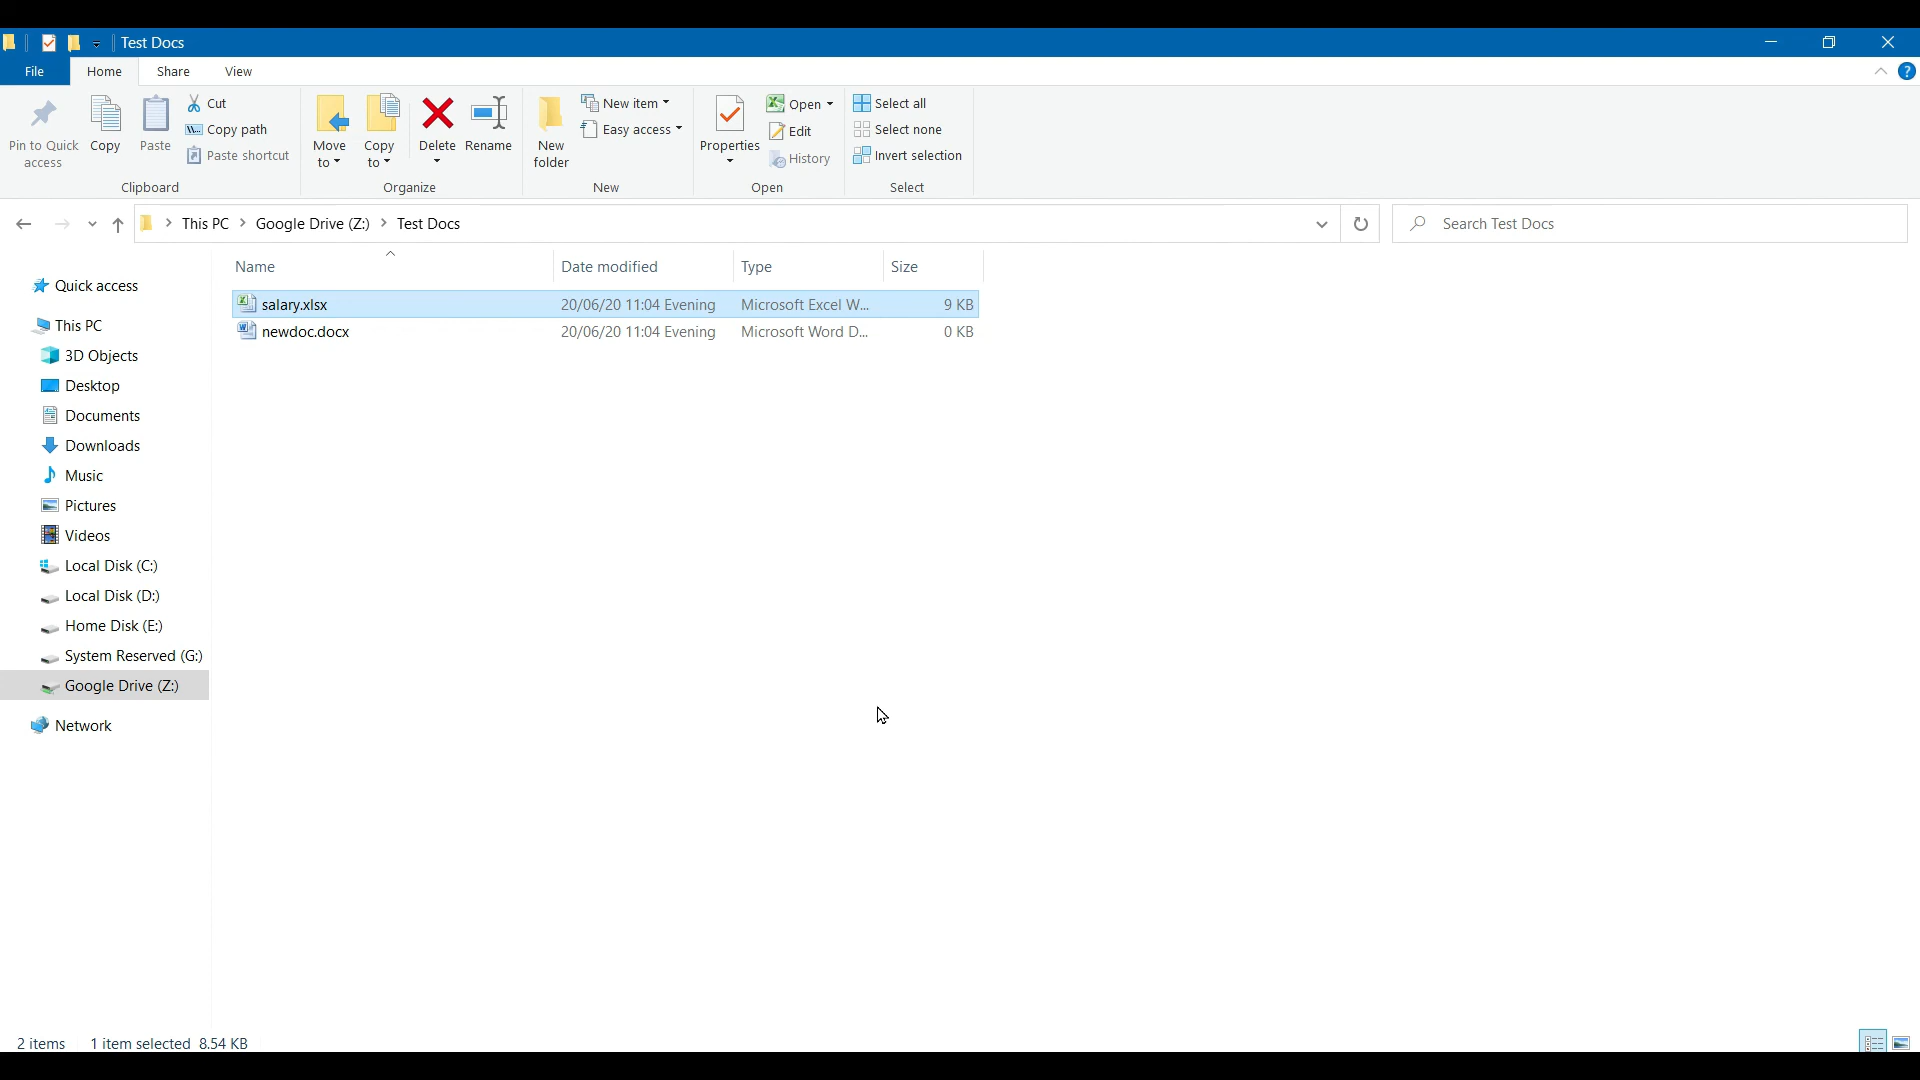 Test Docs
File Home Share View
Pin to Quick access
Copy
Paste
Cut
Copy path
Paste shortcut
Clipboard
Move to
Copy to
Delete
Rename
Organize
New folder
New item
Easy access
New
Properties
Open
Edit
History
Open
Select all
Select none
Invert selection
Select
This PC > Google Drive (Z:) > Test Docs
Search Test Docs
Name Date modified Type Size
salary.xlsx 20/06/20 11:04 Evening Microsoft Excel W... 9 KB
newdoc.docx 20/06/20 11:04 Evening Microsoft Word D... 0 KB
Quick access
This PC
3D Objects
Desktop
Documents
Downloads
Music
Pictures
Videos
Local Disk (C:)
Local Disk (D:)
Home Disk (E:)
System Reserved (G:)
Google Drive (Z:)
Network
2 items 1 item selected 8.54 KB